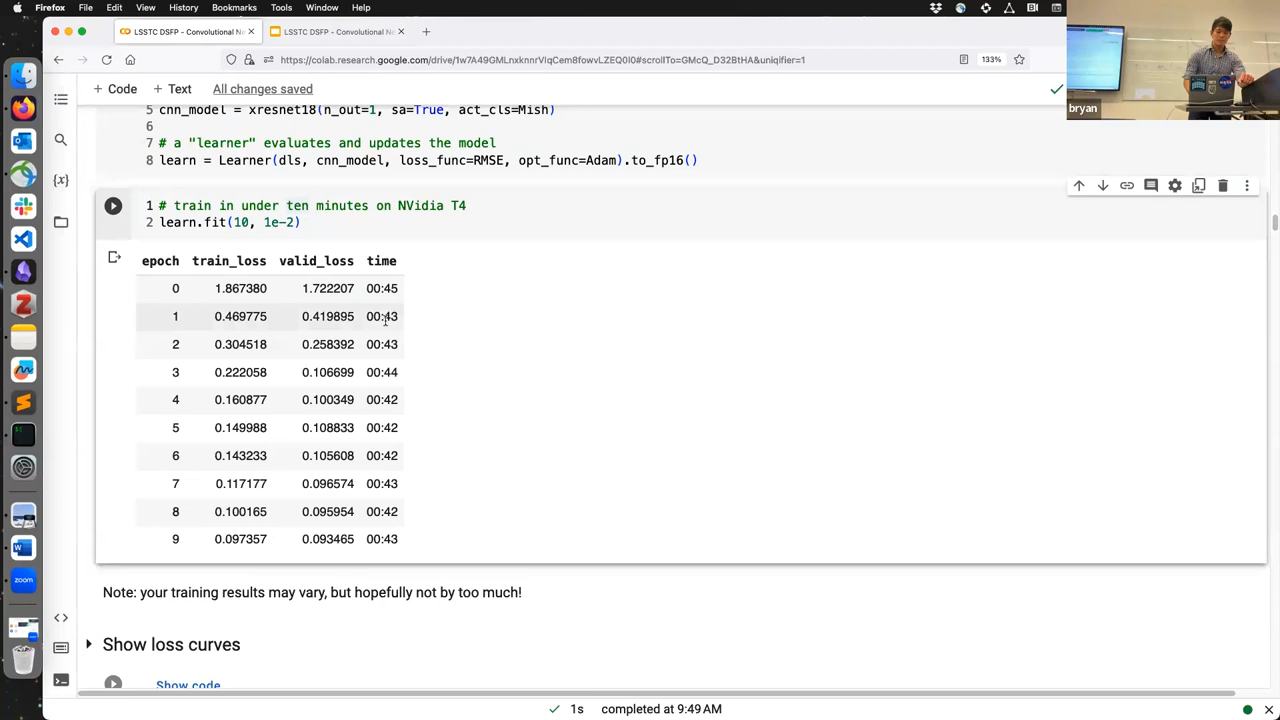 Firefox File Edit View History Bookmarks Tools Window Help
LSSTC DSFP - Convolutional Ne
LSSTC DSFP - Convolutional Ne
https://colab.research.google.com/drive/1w7A49GMLnxknnrVIqCem8fowvLZEQ0I0#scrollTo=GMcQ_D32BtHA&uniqifier=1
133%
bryan
+ Code + Text All changes saved
5 cnn_model = xresnet18(n_out=1, sa=True, act_cls=Mish)
6
7 # a "learner" evaluates and updates the model
8 learn = Learner(dls, cnn_model, loss_func=RMSE, opt_func=Adam).to_fp16()
1 # train in under ten minutes on NVidia T4
2 learn.fit(10, 1e-2)
epoch train_loss valid_loss time
0 1.867380 1.722207 00:45
1 0.469775 0.419895 00:43
2 0.304518 0.258392 00:43
3 0.222058 0.106699 00:44
4 0.160877 0.100349 00:42
5 0.149988 0.108833 00:42
6 0.143233 0.105608 00:42
7 0.117177 0.096574 00:43
8 0.100165 0.095954 00:42
9 0.097357 0.093465 00:43
Note: your training results may vary, but hopefully not by too much!
Show loss curves
Show code
1s completed at 9:49 AM
zoom